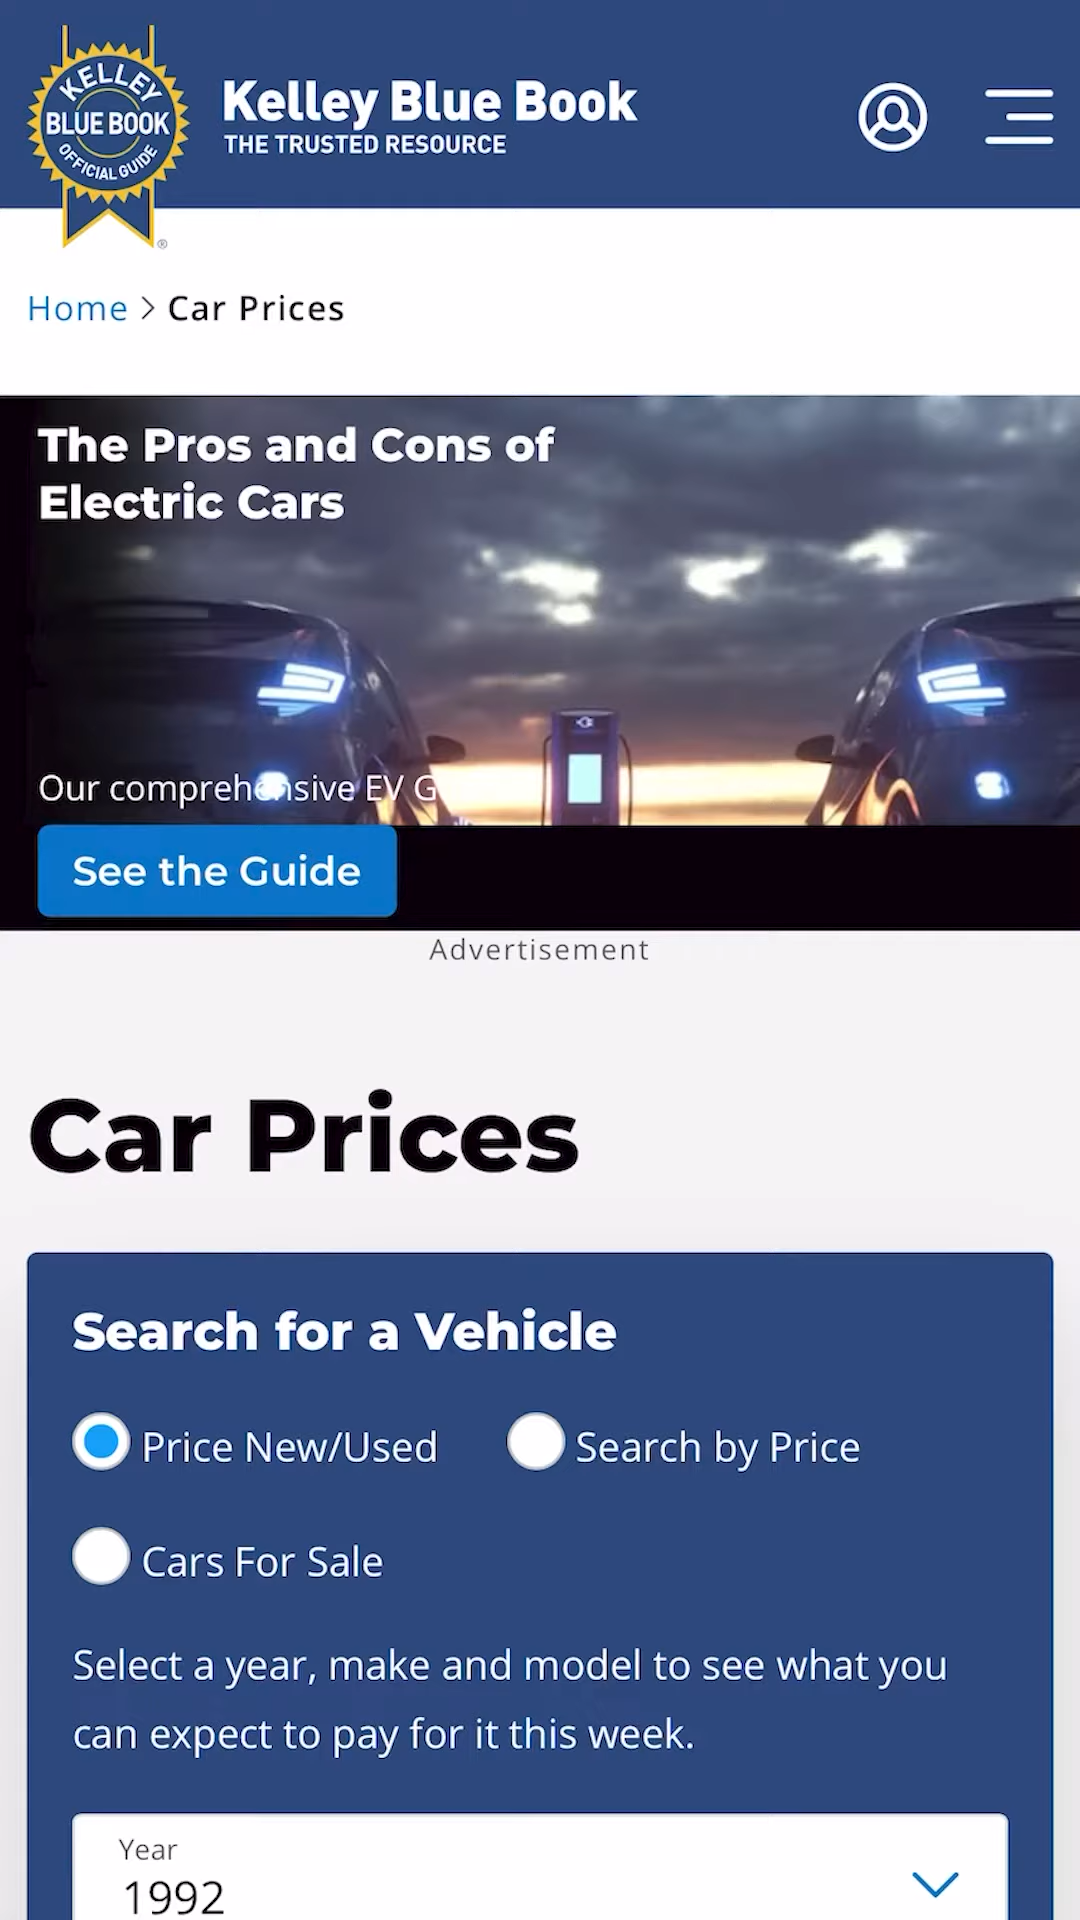 KELLEY
BLUE BOOK
OFFICIAL GUIDE
®
Kelley Blue Book
THE TRUSTED RESOURCE
Home > Car Prices
The Pros and Cons of
Electric Cars
Our comprehensive EV G
See the Guide
Advertisement
Car Prices
Search for a Vehicle
Price New/Used
Search by Price
Cars For Sale
Select a year, make and model to see what you
can expect to pay for it this week.
Year
1992